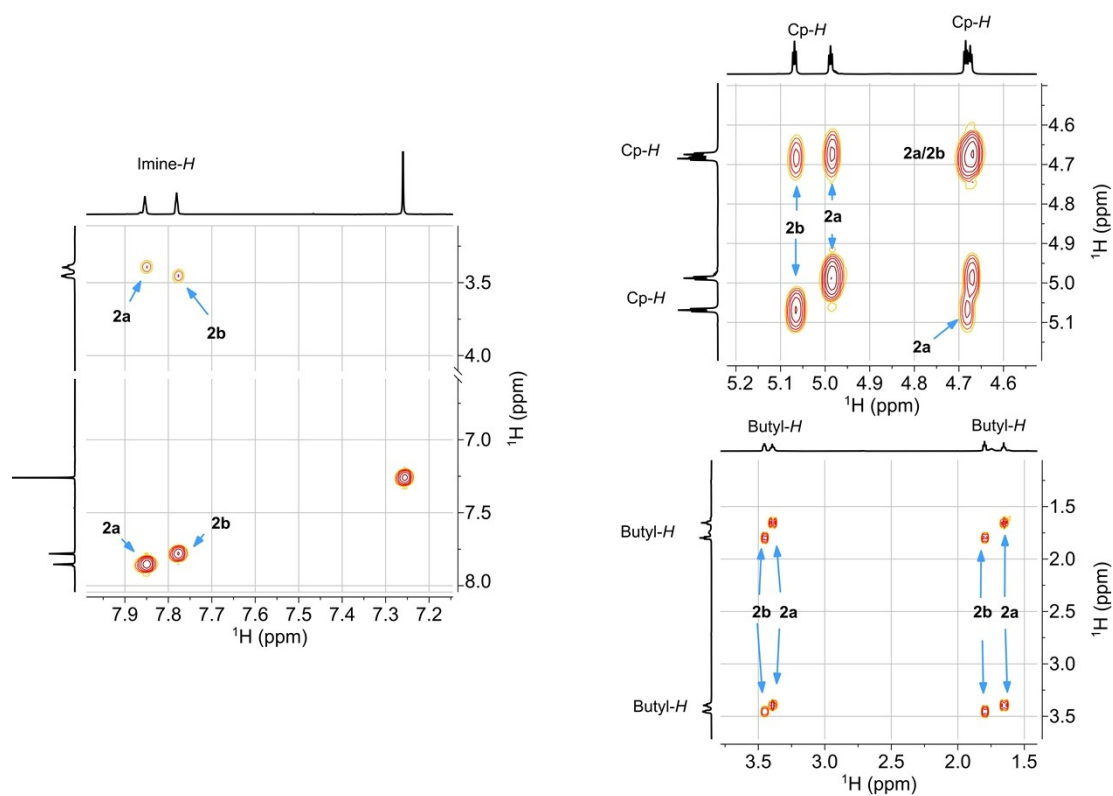 Imine-H
3.5
4.0
7.0
7.5
8.0
2a
2b
2a
2b
¹H (ppm)
7.9 7.8 7.7 7.6 7.5 7.4 7.3 7.2
¹H (ppm)
Cp-H
Cp-H
Cp-H
Cp-H
4.6
4.7
4.8
4.9
5.0
5.1
2a/2b
2b
2a
2a
¹H (ppm)
5.2 5.1 5.0 4.9 4.8 4.7 4.6
¹H (ppm)
Butyl-H
Butyl-H
Butyl-H
Butyl-H
1.5
2.0
2.5
3.0
3.5
2b 2a
2b 2a
¹H (ppm)
3.5 3.0 2.5 2.0 1.5
¹H (ppm)